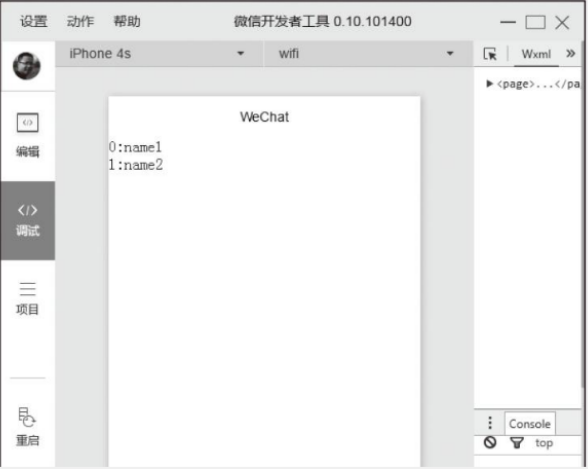 设置 动作 帮助 微信开发者工具 0.10.101400
iPhone 4s wifi Wxml »
▶ <page>...</pa
</>
编辑
WeChat
0:name1
1:name2
</>
调试
项目
重启
Console
top